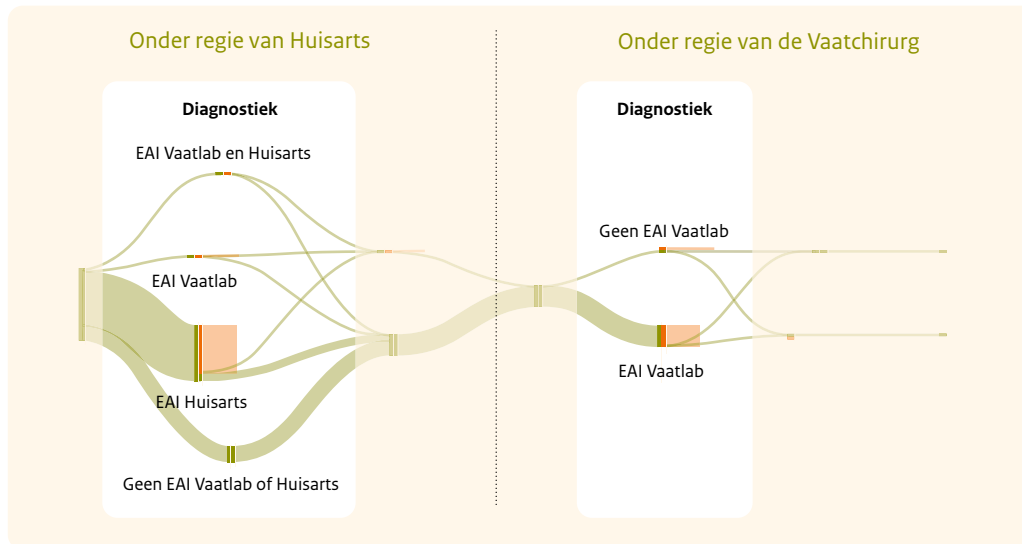 Onder regie van Huisarts
Onder regie van de Vaatchirurg
Diagnostiek
Diagnostiek
EAI Vaatlab en Huisarts
Geen EAI Vaatlab
EAI Vaatlab
EAI Vaatlab
EAI Huisarts
Geen EAI Vaatlab of Huisarts